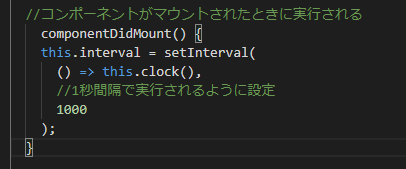 //コンポーネントがマウントされたときに実行される
componentDidMount() {
this.interval = setInterval(
() => this.clock(),
//1秒間隔で実行されるように設定
1000
);
}